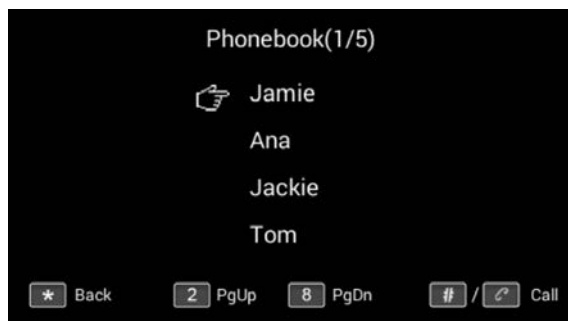 Phonebook(1/5)
Jamie
Ana
Jackie
Tom
* Back 2 PgUp 8 PgDn # / Call